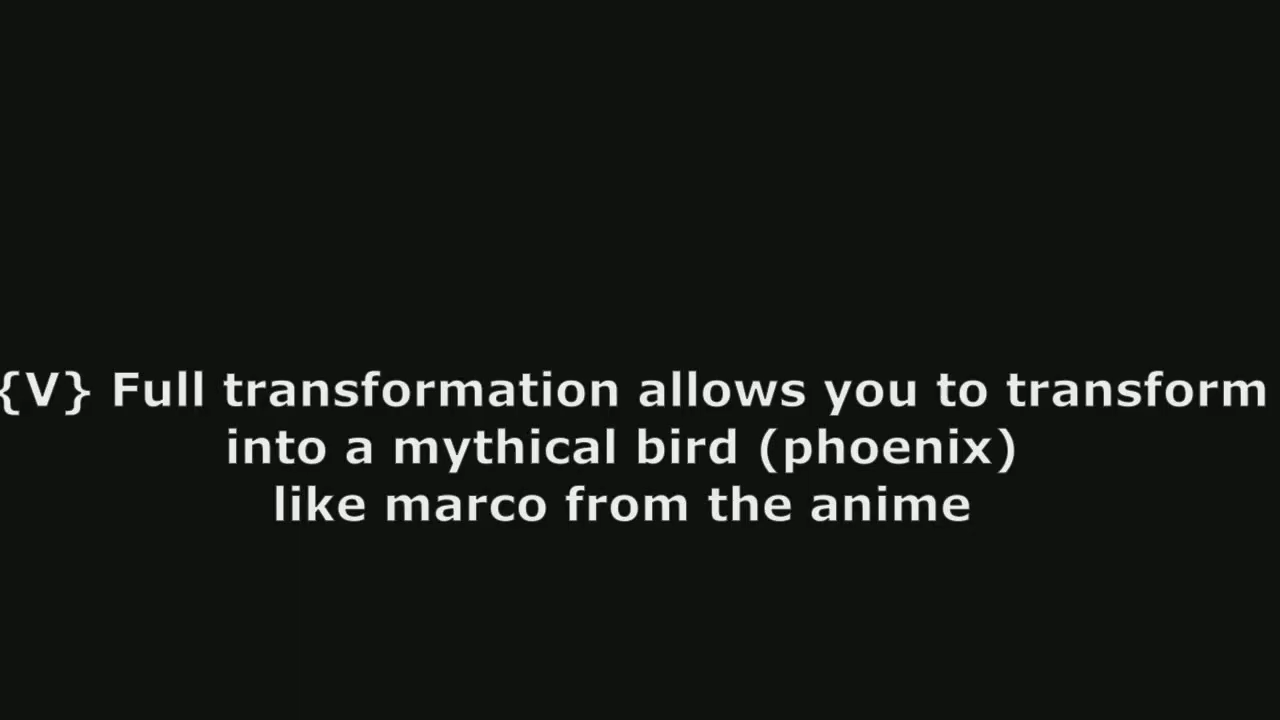 {V} Full transformation allows you to transform
into a mythical bird (phoenix)
like marco from the anime